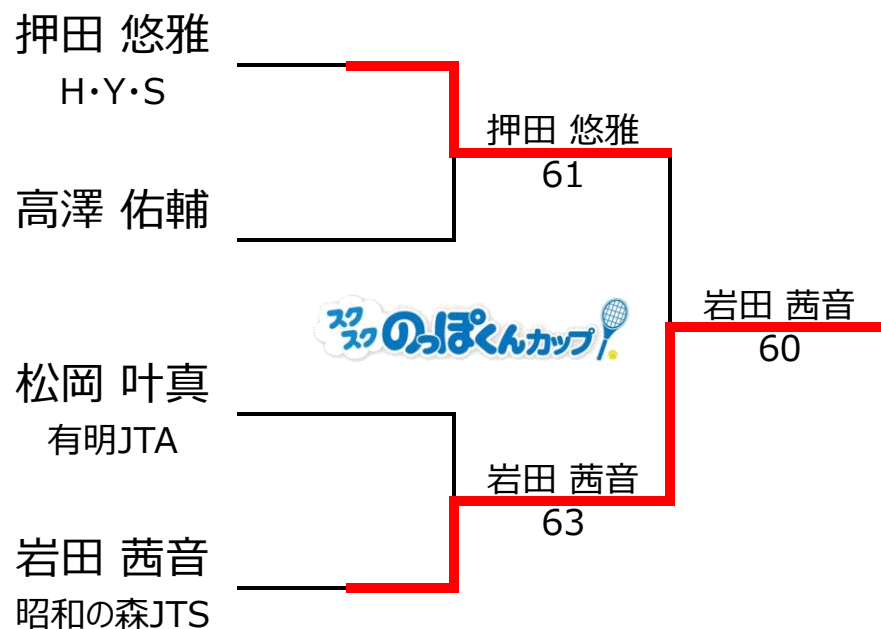 押田 悠雅
H・Y・S
押田 悠雅
61
高澤 佑輔
スクスクのっぽくんカップ
岩田 茜音
60
松岡 叶真
有明JTA
岩田 茜音
63
岩田 茜音
昭和の森JTS